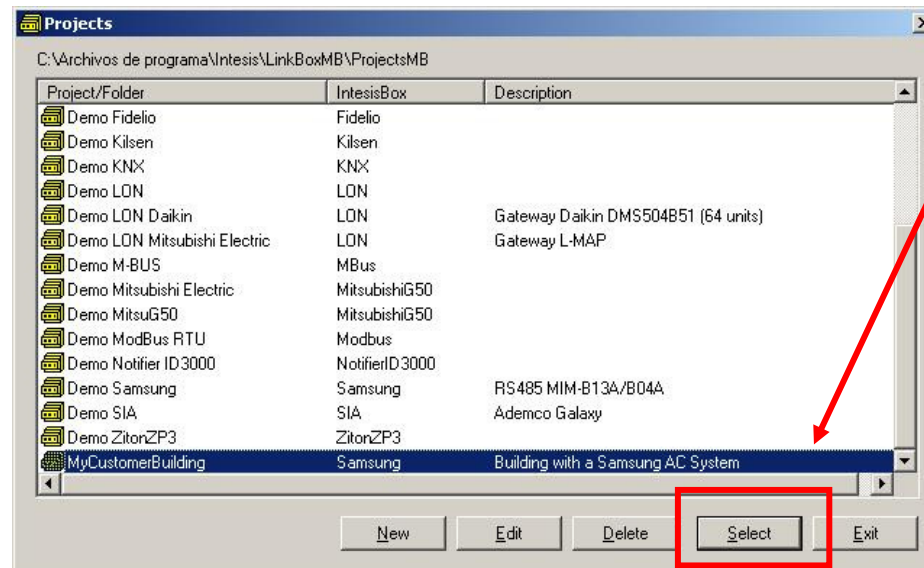 Projects
C:\Archivos de programa\Intesis\LinkBoxMB\ProjectsMB
Project/Folder IntesisBox Description
Demo Fidelio Fidelio
Demo Kilsen Kilsen
Demo KNX KNX
Demo LON LON
Demo LON Daikin LON Gateway Daikin DMS504B51 (64 units)
Demo LON Mitsubishi Electric LON Gateway L-MAP
Demo M-BUS MBus
Demo Mitsubishi Electric MitsubishiG50
Demo MitsuG50 MitsubishiG50
Demo ModBus RTU Modbus
Demo Notifier ID3000 NotifierID3000
Demo Samsung Samsung RS485 MIM-B13A/B04A
Demo SIA SIA Ademco Galaxy
Demo ZitonZP3 ZitonZP3
MyCustomerBuilding Samsung Building with a Samsung AC System
New Edit Delete Select Exit